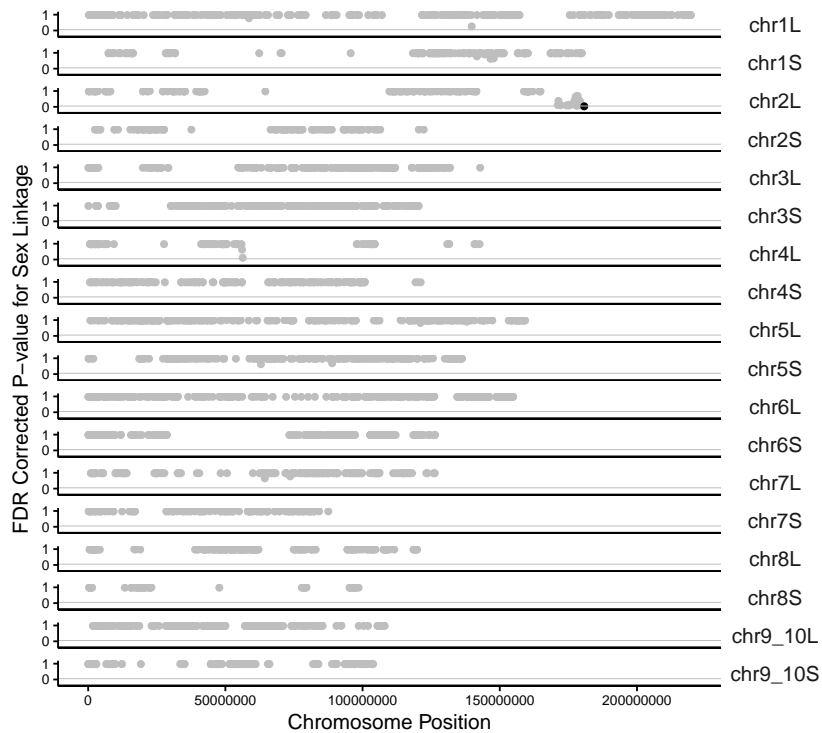 FDR Corrected P−value for Sex Linkage
1
0
chr1L
1
0
chr1S
1
0
chr2L
1
0
chr2S
1
0
chr3L
1
0
chr3S
1
0
chr4L
1
0
chr4S
1
0
chr5L
1
0
chr5S
1
0
chr6L
1
0
chr6S
1
0
chr7L
1
0
chr7S
1
0
chr8L
1
0
chr8S
1
0
chr9_10L
1
0
chr9_10S
0 50000000 100000000 150000000 200000000
Chromosome Position